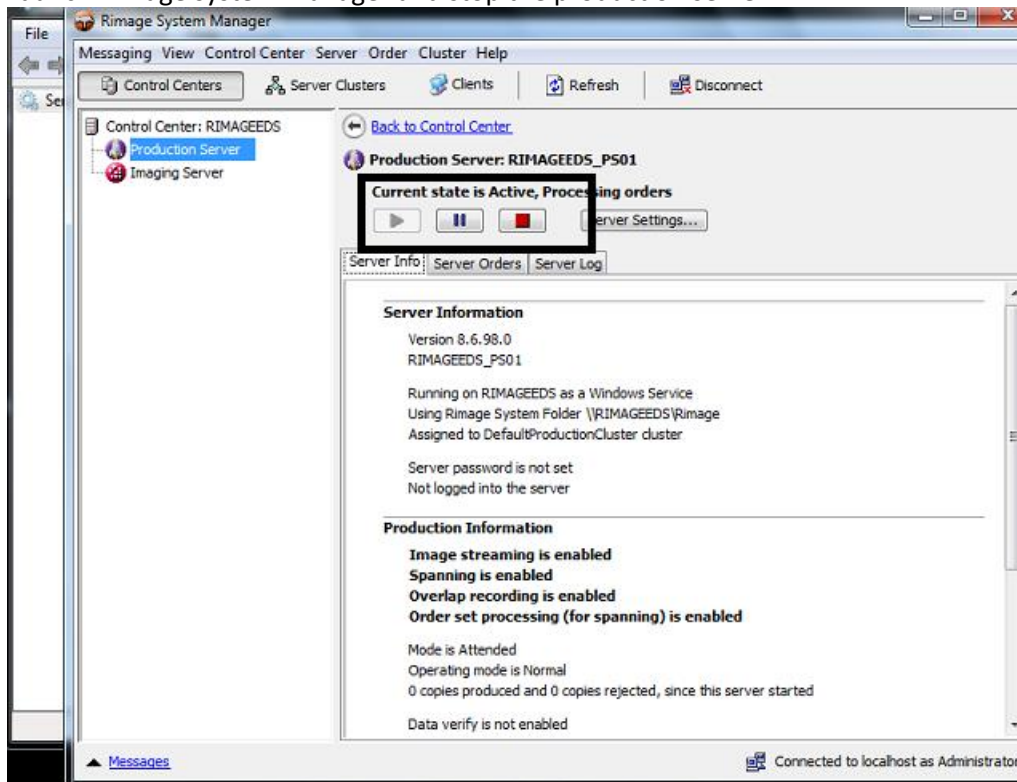 Rimage System Manager
File
Messaging View Control Center Server Order Cluster Help
Control Centers Server Clusters Clients Refresh Disconnect
Control Center: RIMAGEEDS
Production Server
Imaging Server
Back to Control Center
Production Server: RIMAGEEDS_PS01
Current state is Active, Processing orders
Server Settings...
Server Info Server Orders Server Log
Server Information
Version 8.6.98.0
RIMAGEEDS_PS01
Running on RIMAGEEDS as a Windows Service
Using Rimage System Folder \\RIMAGEEDS\Rimage
Assigned to DefaultProductionCluster cluster
Server password is not set
Not logged into the server
Production Information
Image streaming is enabled
Spanning is enabled
Overlap recording is enabled
Order set processing (for spanning) is enabled
Mode is Attended
Operating mode is Normal
0 copies produced and 0 copies rejected, since this server started
Data verify is not enabled
Messages
Connected to localhost as Administrator